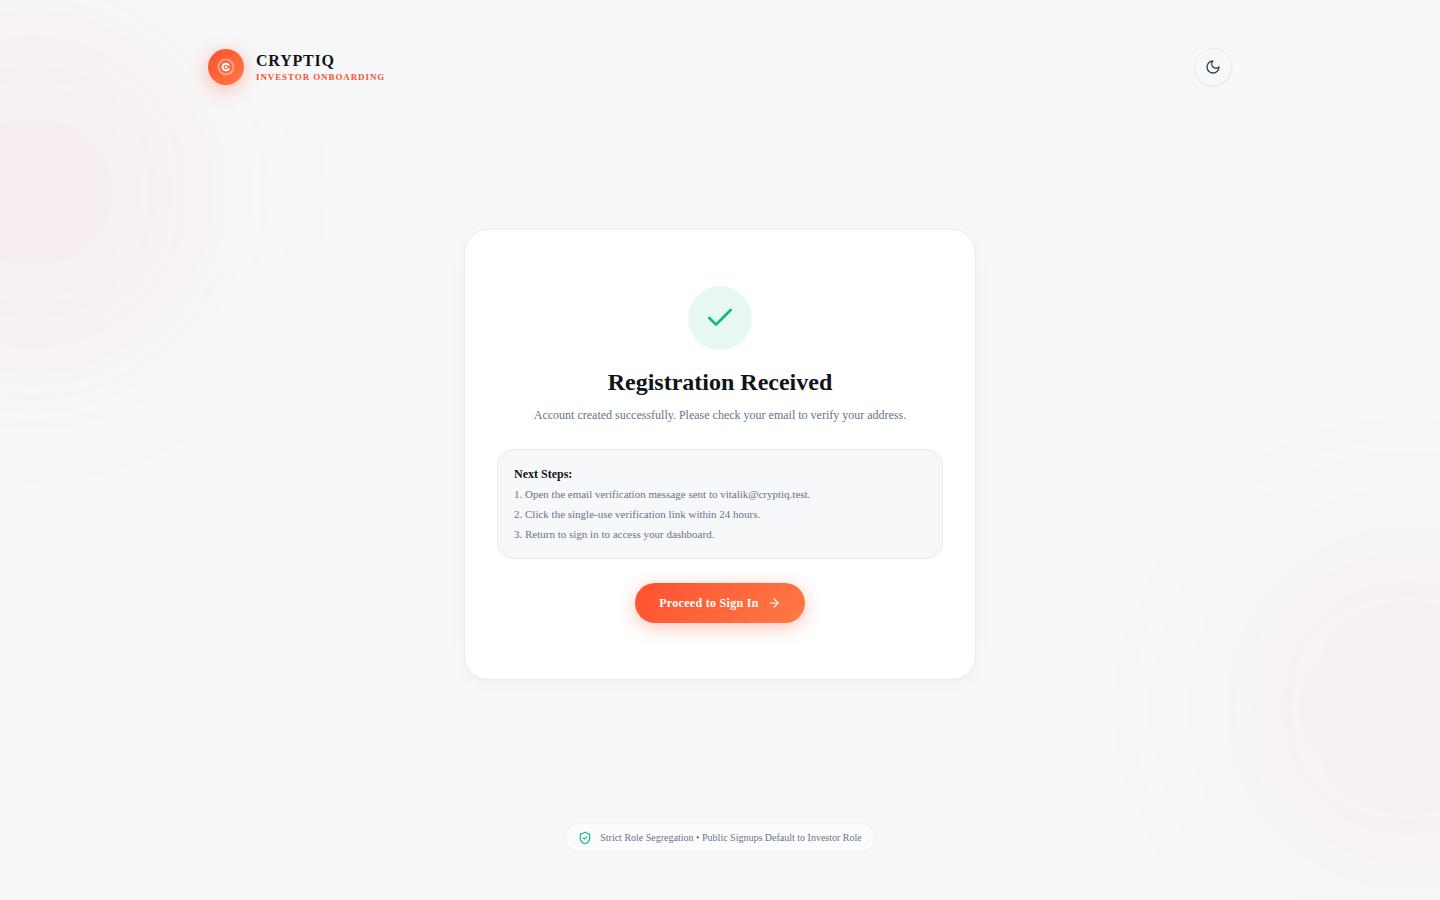 CRYPTIQ
INVESTOR ONBOARDING
Registration Received
Account created successfully. Please check your email to verify your address.
Next Steps:
1. Open the email verification message sent to vitalik@cryptiq.test.
2. Click the single-use verification link within 24 hours.
3. Return to sign in to access your dashboard.
Proceed to Sign In
Strict Role Segregation • Public Signups Default to Investor Role